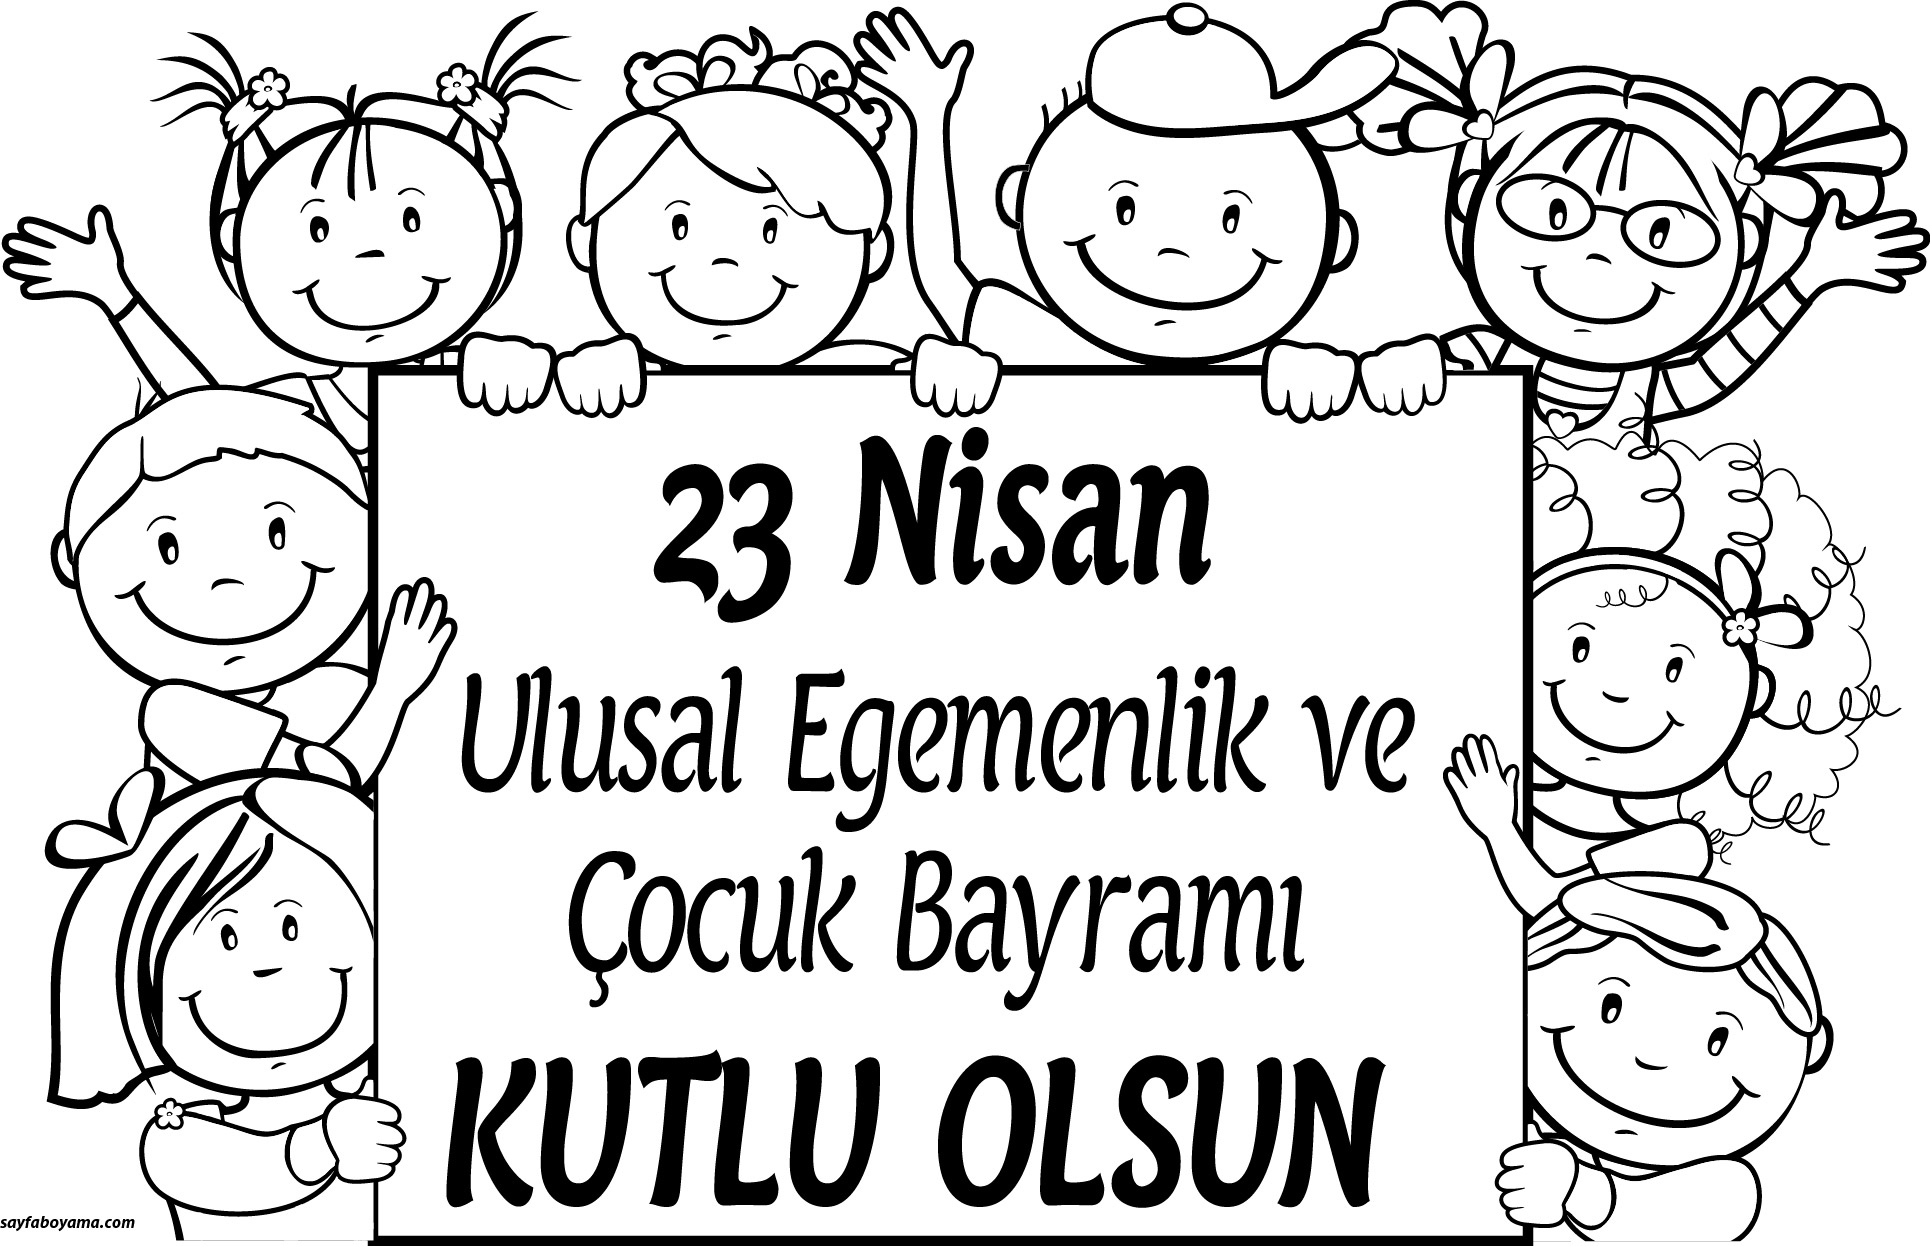 23 Nisan
Ulusal Egemenlik ve
Çocuk Bayramı
KUTLU OLSUN
sayfaboyama.com